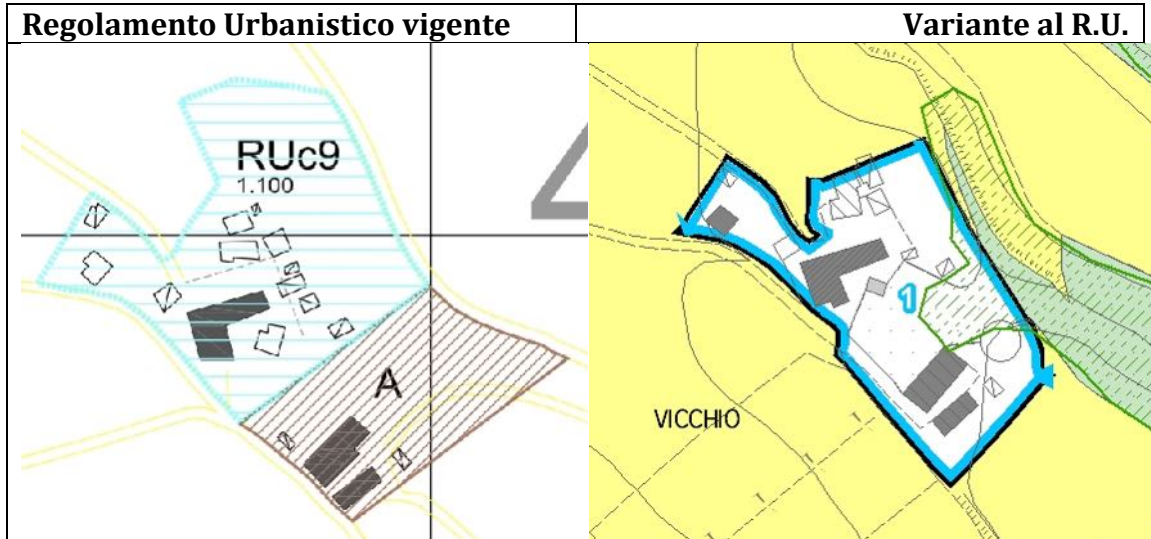 Regolamento Urbanistico vigente
Variante al R.U.
RUc9
1.100
A
1
VICCHIO